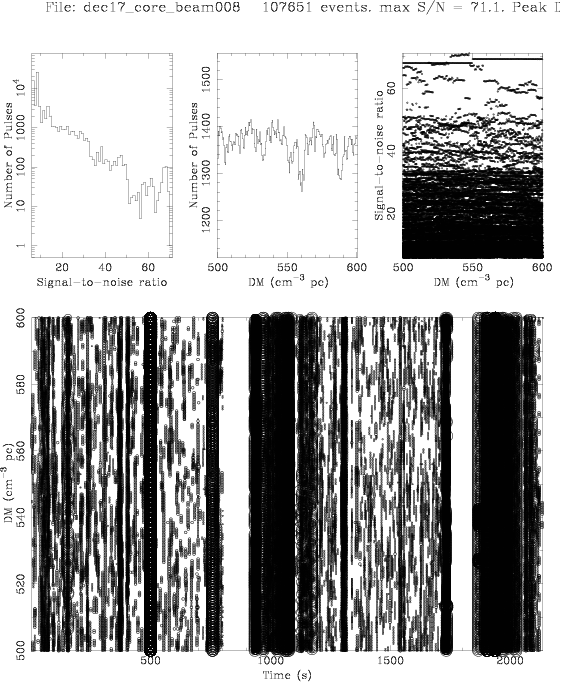 File: dec17_core_beam008 107651 events. max S/N = 71.1. Peak
Number of Pulses
1 10 100 1000 10^4
20 40 60
Signal-to-noise ratio
Number of Pulses
1200 1300 1400 1500
500 550 600
DM (cm^-3 pc)
Signal-to-noise ratio
20 40 60
500 550 600
DM (cm^-3 pc)
DM (cm^-3 pc)
500 520 540 560 580 600
500 1000 1500 2000
Time (s)